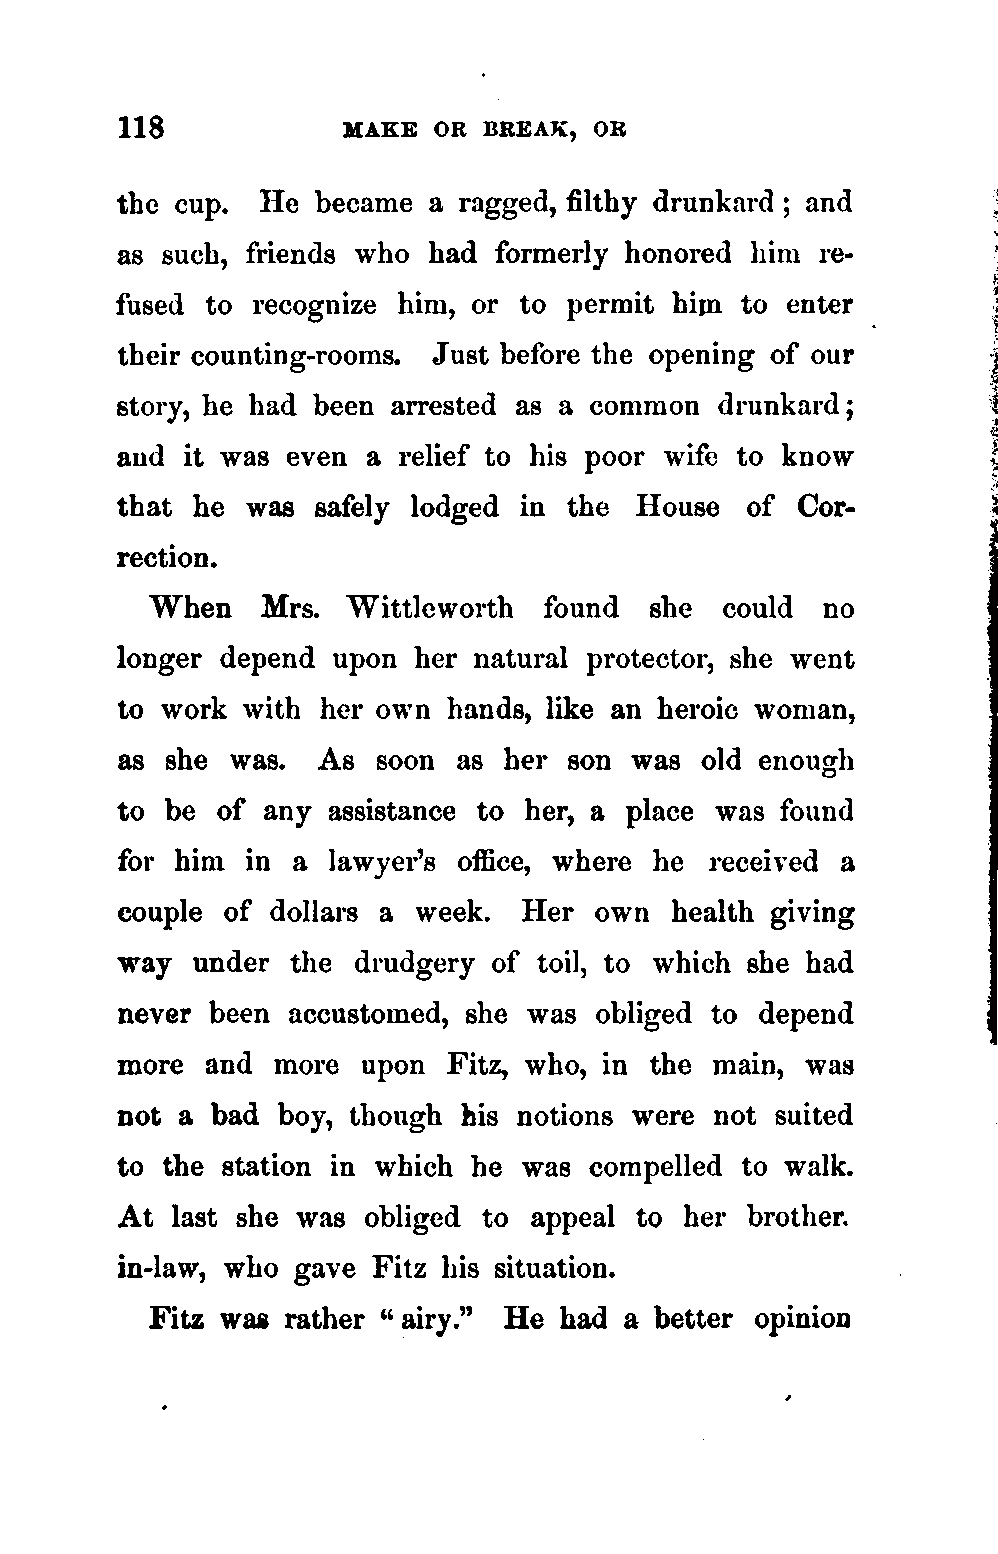 118 MAKE OR BREAK, OR
the cup. He became a ragged, filthy drunkard; and
as such, friends who had formerly honored him re-
fused to recognize him, or to permit him to enter
their counting-rooms. Just before the opening of our
story, he had been arrested as a common drunkard;
and it was even a relief to his poor wife to know
that he was safely lodged in the House of Cor-
rection.
When Mrs. Wittleworth found she could no
longer depend upon her natural protector, she went
to work with her own hands, like an heroic woman,
as she was. As soon as her son was old enough
to be of any assistance to her, a place was found
for him in a lawyer's office, where he received a
couple of dollars a week. Her own health giving
way under the drudgery of toil, to which she had
never been accustomed, she was obliged to depend
more and more upon Fitz, who, in the main, was
not a bad boy, though his notions were not suited
to the station in which he was compelled to walk.
At last she was obliged to appeal to her brother.
in-law, who gave Fitz his situation.
Fitz was rather "airy." He had a better opinion